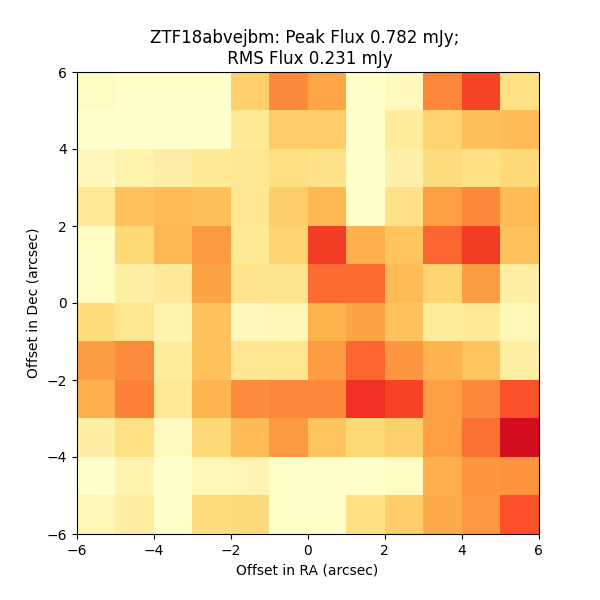 ZTF18abvejbm: Peak Flux 0.782 mJy;
RMS Flux 0.231 mJy
6
4
2
0
−2
−4
−6
Offset in Dec (arcsec)
−6 −4 −2 0 2 4 6
Offset in RA (arcsec)